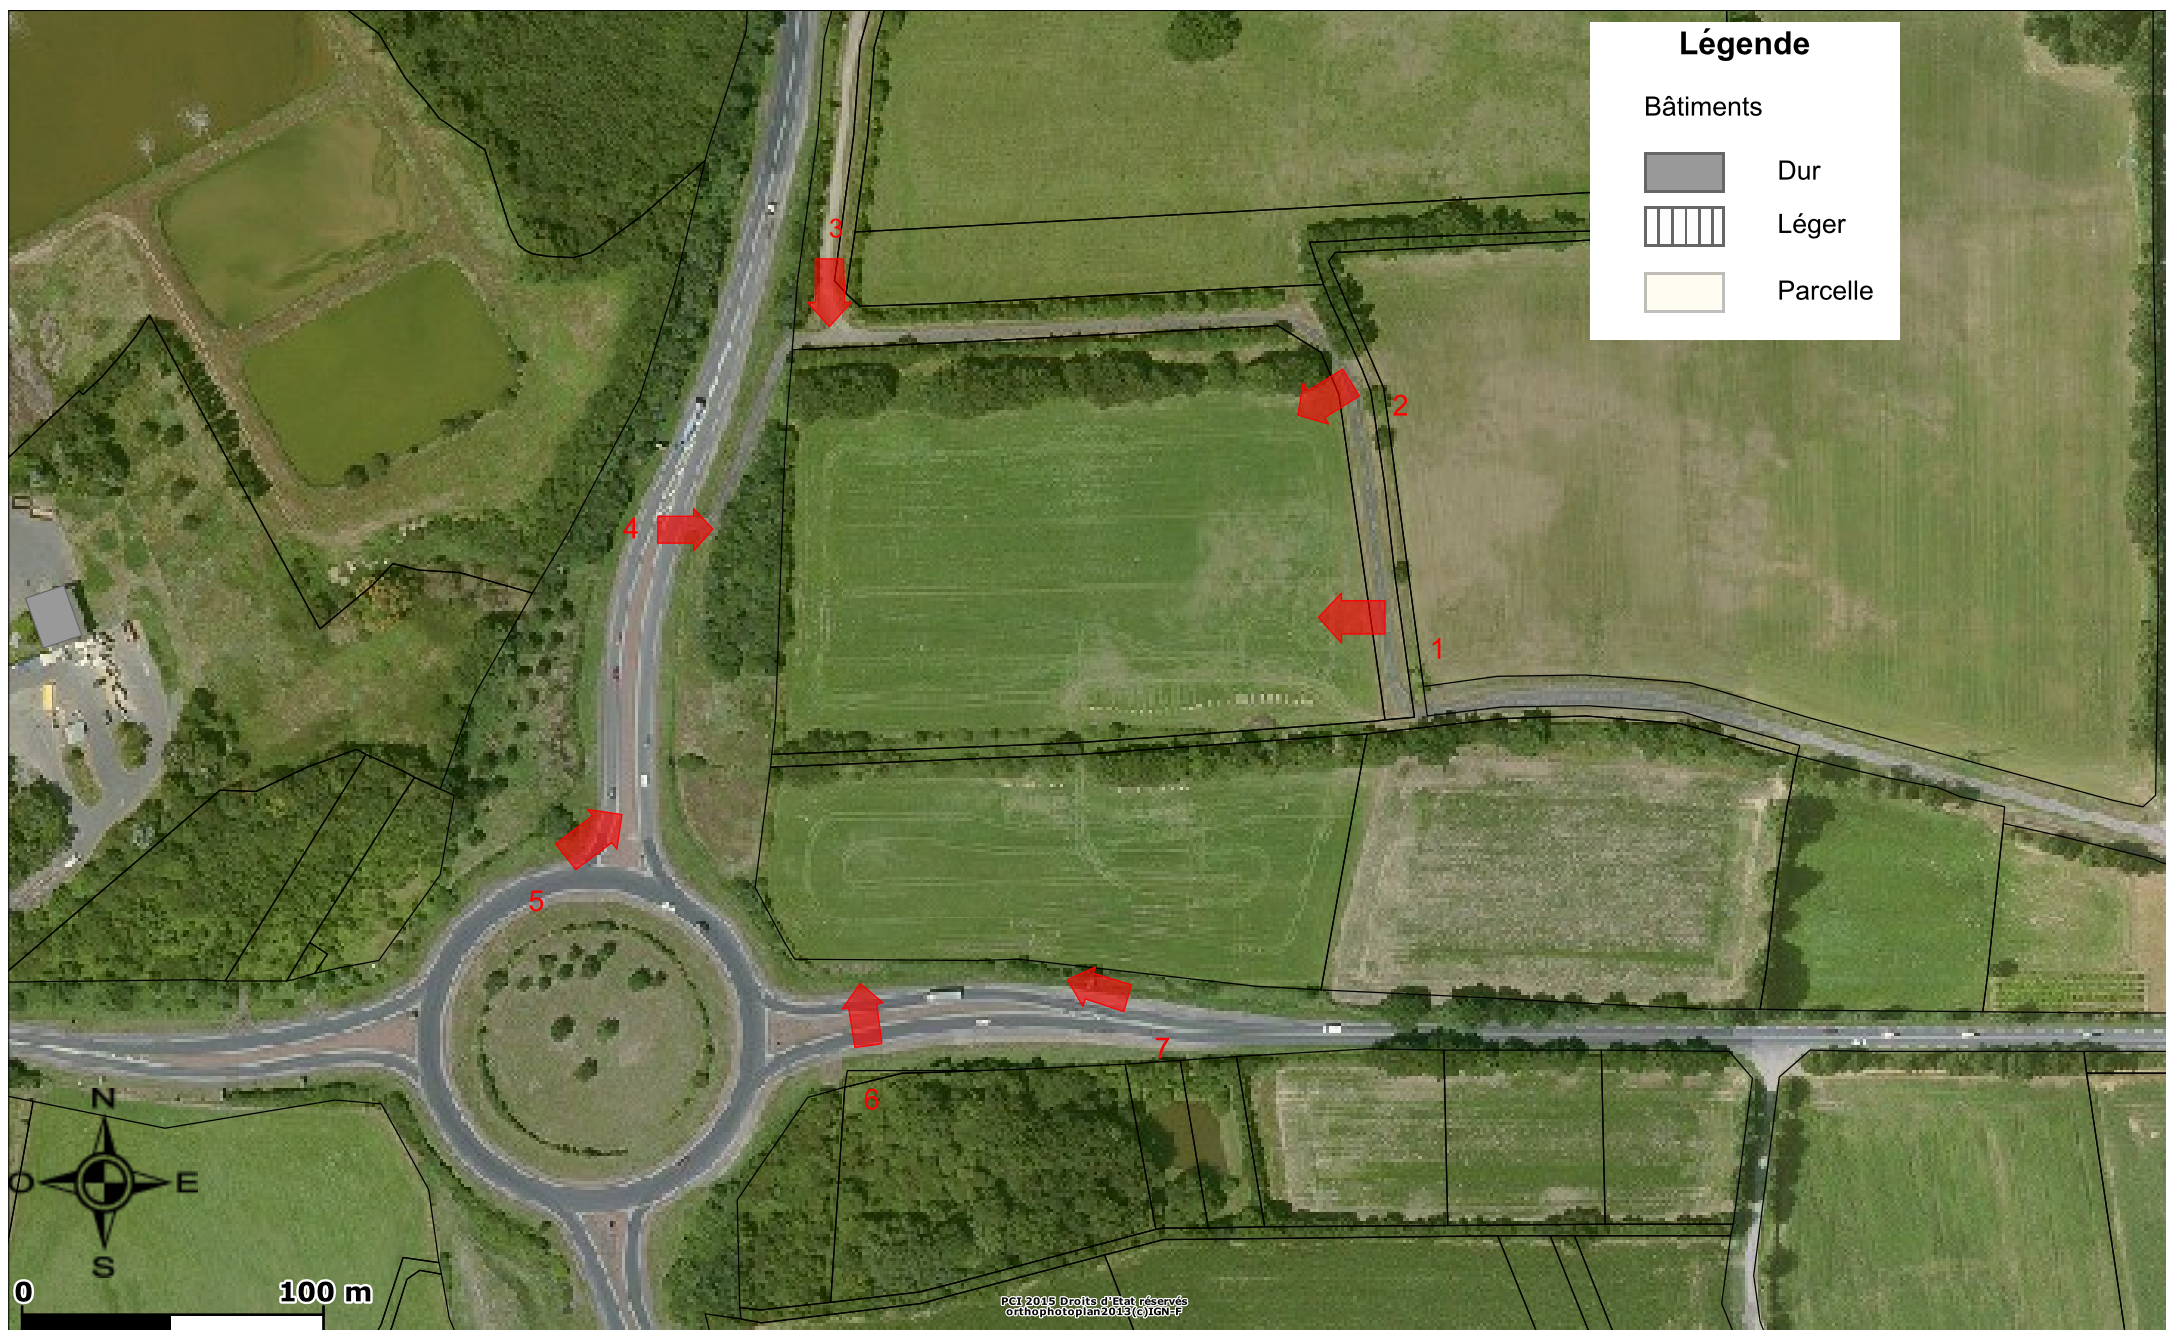 Légende
Bâtiments
Dur
Léger
Parcelle
3
2
4
1
5
7
6
N
O E
S
0 100 m
PCI 2015 Droits d'Etat réservés
orthophotoplan2013(c)IGN-F